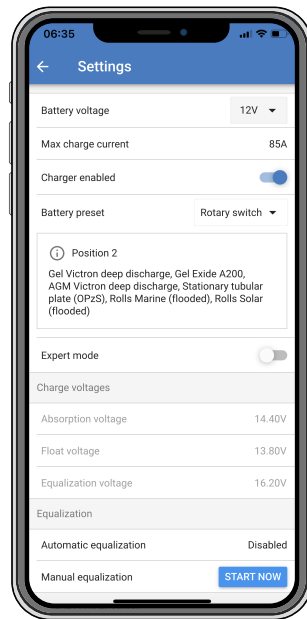 06:35
Settings
Battery voltage 12V
Max charge current 85A
Charger enabled
Battery preset Rotary switch
Position 2
Gel Victron deep discharge, Gel Exide A200,
AGM Victron deep discharge, Stationary tubular
plate (OPzS), Rolls Marine (flooded), Rolls Solar
(flooded)
Expert mode
Charge voltages
Absorption voltage 14.40V
Float voltage 13.80V
Equalization voltage 16.20V
Equalization
Automatic equalization Disabled
Manual equalization START NOW